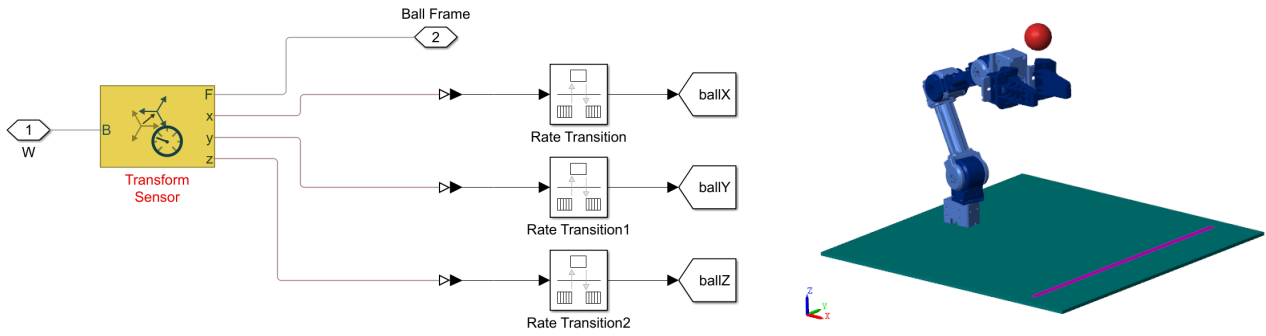 Ball Frame
2
F
x
ballX
Rate Transition
1
B
W
y
z
Transform
Sensor
ballY
Rate Transition1
ballZ
Rate Transition2
Z
Y
X